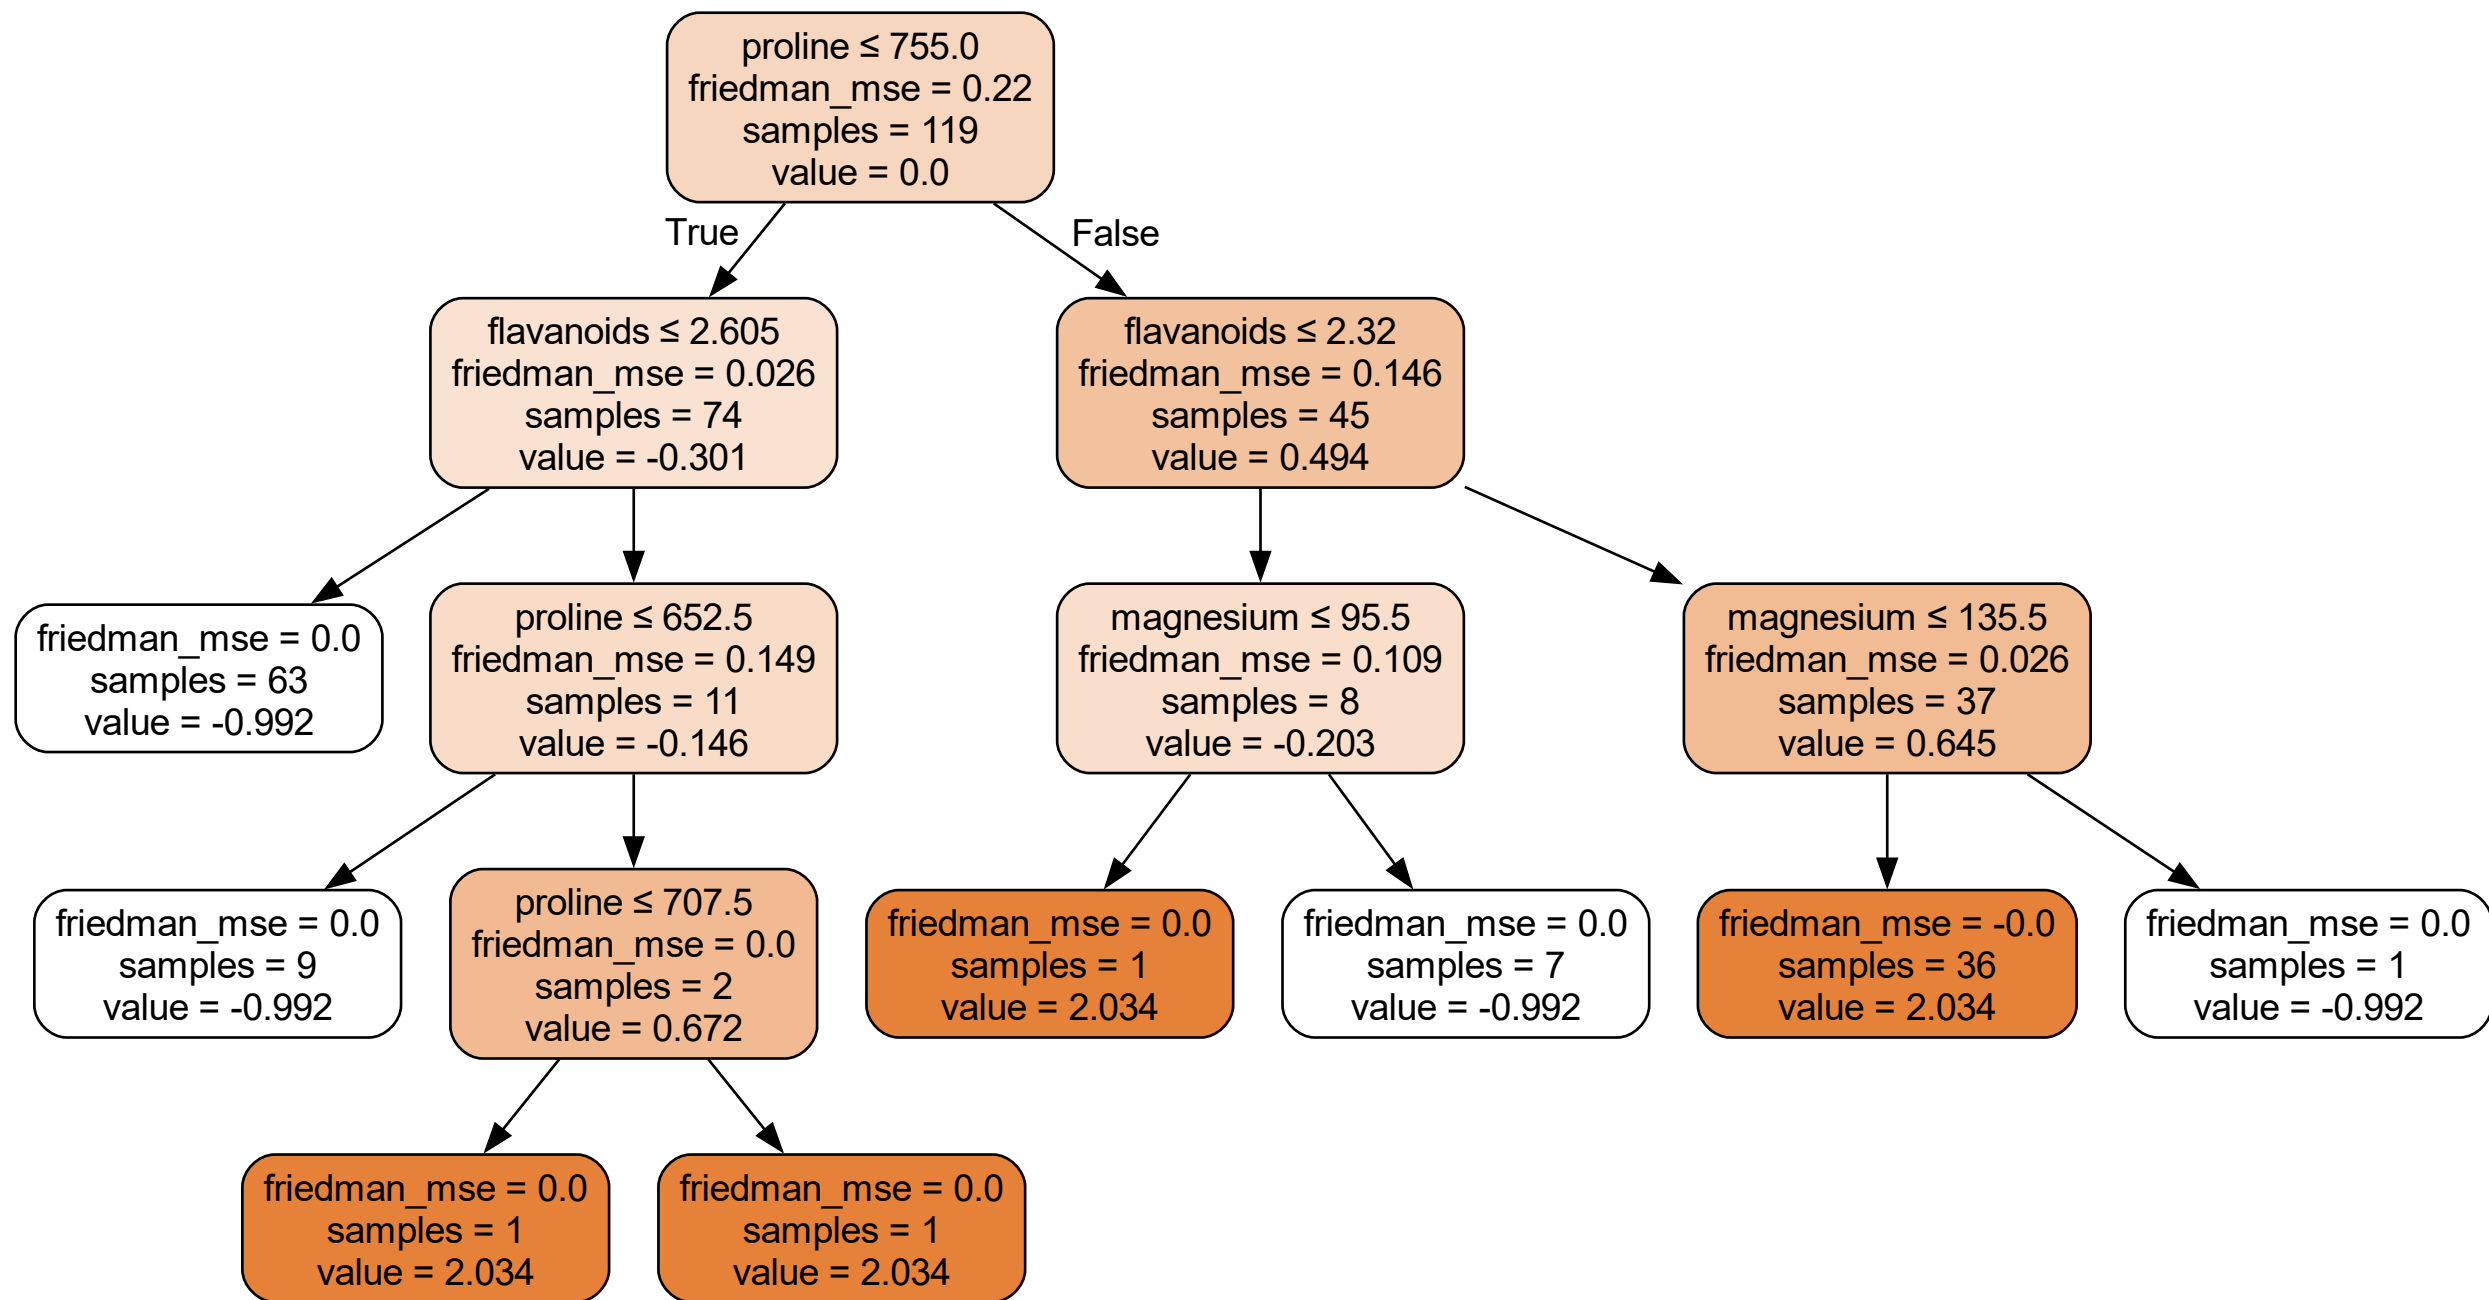 proline ≤ 755.0
friedman_mse = 0.22
samples = 119
value = 0.0
True
False
flavanoids ≤ 2.605
friedman_mse = 0.026
samples = 74
value = -0.301
flavanoids ≤ 2.32
friedman_mse = 0.146
samples = 45
value = 0.494
friedman_mse = 0.0
samples = 63
value = -0.992
proline ≤ 652.5
friedman_mse = 0.149
samples = 11
value = -0.146
magnesium ≤ 95.5
friedman_mse = 0.109
samples = 8
value = -0.203
magnesium ≤ 135.5
friedman_mse = 0.026
samples = 37
value = 0.645
friedman_mse = 0.0
samples = 9
value = -0.992
proline ≤ 707.5
friedman_mse = 0.0
samples = 2
value = 0.672
friedman_mse = 0.0
samples = 1
value = 2.034
friedman_mse = 0.0
samples = 7
value = -0.992
friedman_mse = -0.0
samples = 36
value = 2.034
friedman_mse = 0.0
samples = 1
value = -0.992
friedman_mse = 0.0
samples = 1
value = 2.034
friedman_mse = 0.0
samples = 1
value = 2.034